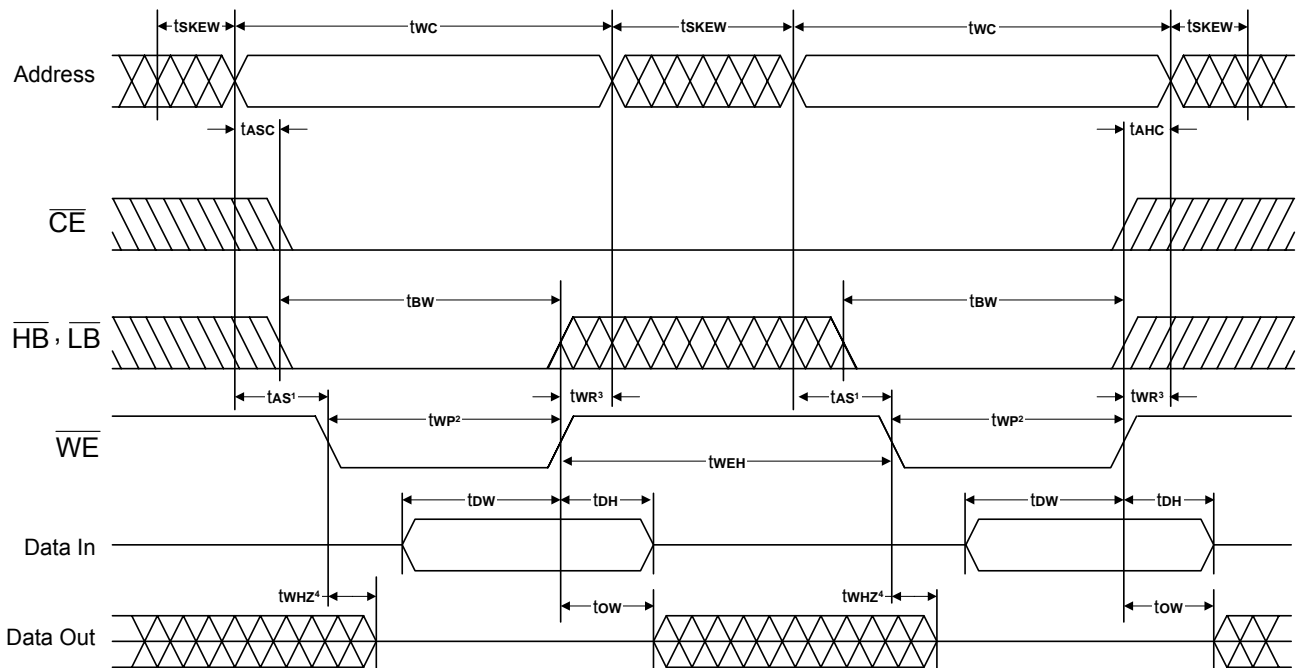 tSKEW tWC tSKEW tWC tSKEW
Address
tASC tAHC
CE
tBW tBW
HB , LB
tAS¹ tWP² tWR³ tAS¹ tWP² tWR³
WE
tWEH
tDW tDH tDW tDH
Data In
tWHZ⁴ tOW tWHZ⁴ tOW
Data Out